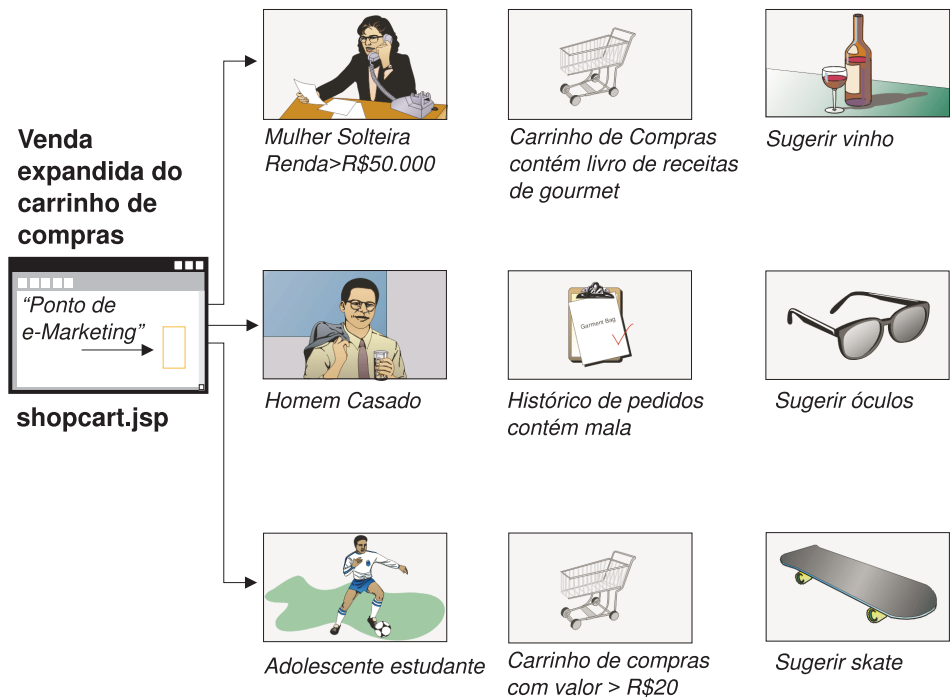 Venda
expandida do
carrinho de
compras
“Ponto de
e-Marketing”
shopcart.jsp
Mulher Solteira
Renda>R$50.000
Carrinho de Compras
contém livro de receitas
de gourmet
Sugerir vinho
Homem Casado
Garment Bag
Histórico de pedidos
contém mala
Sugerir óculos
Adolescente estudante
Carrinho de compras
com valor > R$20
Sugerir skate